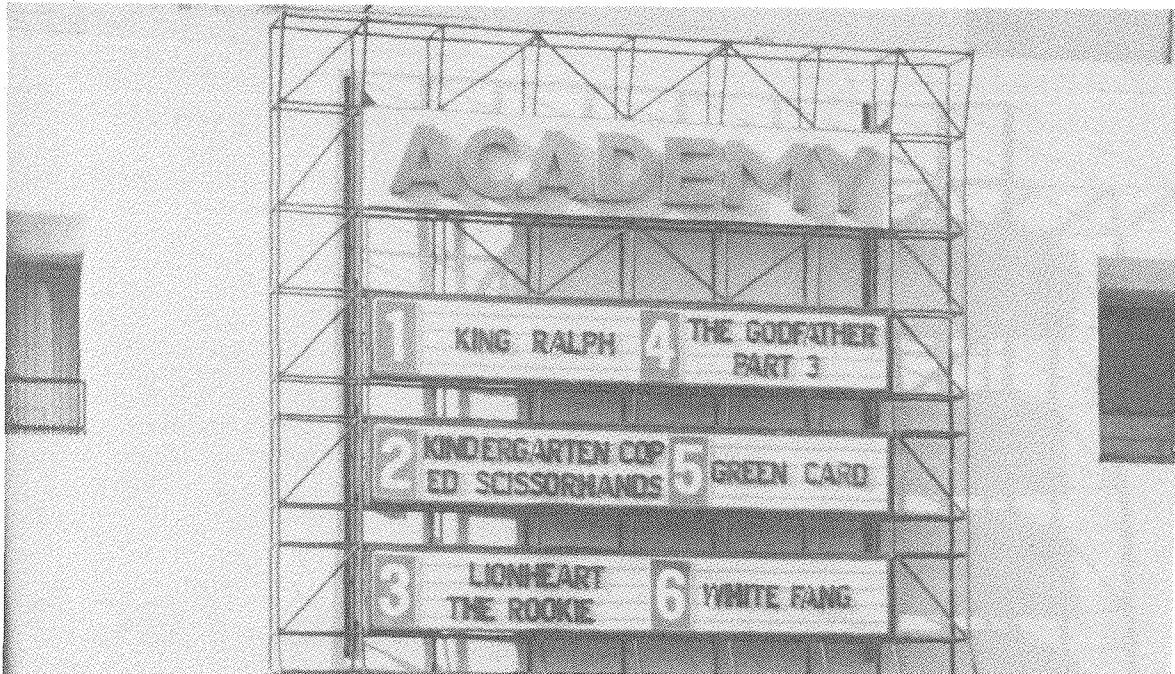 ACADEMY
1 KING RALPH
4 THE GODFATHER
PART 3
2 KINDERGARTEN COP
ED SCISSORHANDS
5 GREEN CARD
3 LIONHEART
THE ROOKIE
6 WHITE FANG